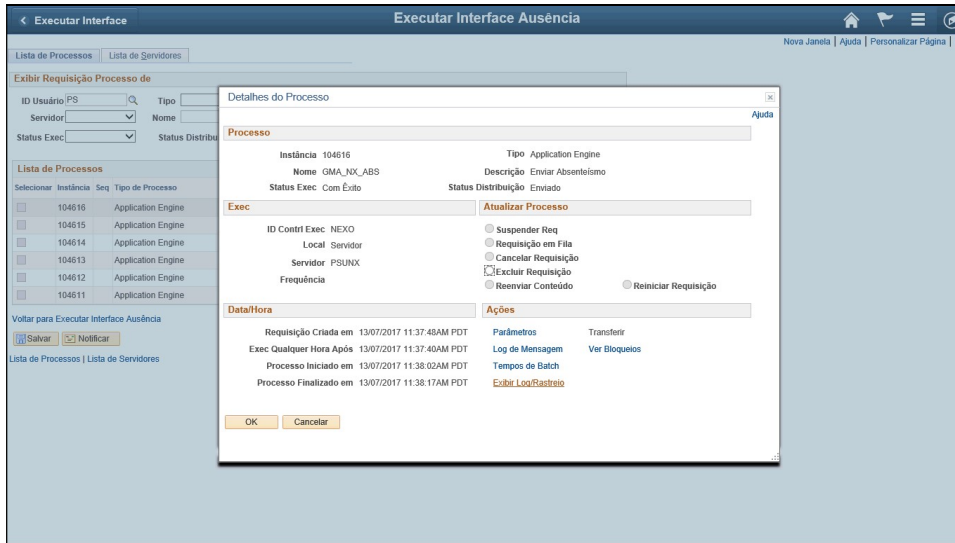 Executar Interface
Executar Interface Ausência
Nova Janela | Ajuda | Personalizar Página |
Lista de Processos
Lista de Servidores
Exibir Requisição Processo de
ID Usuário PS
Tipo
Servidor
Nome
Status Exec
Status Distribu
Lista de Processos
Selecionar Instância Seq Tipo de Processo
104616 Application Engine
104615 Application Engine
104614 Application Engine
104613 Application Engine
104612 Application Engine
104611 Application Engine
Voltar para Executar Interface Ausência
Salvar
Notificar
Lista de Processos | Lista de Servidores
Detalhes do Processo
Ajuda
Processo
Instância 104616
Tipo Application Engine
Nome GMA_NX_ABS
Descrição Enviar Absenteísmo
Status Exec Com Êxito
Status Distribuição Enviado
Exec
ID Contrl Exec NEXO
Local Servidor
Servidor PSUNX
Frequência
Atualizar Processo
Suspender Req
Requisição em Fila
Cancelar Requisição
Excluir Requisição
Reenviar Conteúdo
Reiniciar Requisição
Data/Hora
Requisição Criada em 13/07/2017 11:37:48AM PDT
Exec Qualquer Hora Após 13/07/2017 11:37:40AM PDT
Processo Iniciado em 13/07/2017 11:38:02AM PDT
Processo Finalizado em 13/07/2017 11:38:17AM PDT
Ações
Parâmetros
Transferir
Log de Mensagem
Ver Bloqueios
Tempos de Batch
Exibir Log/Rastreio
OK
Cancelar